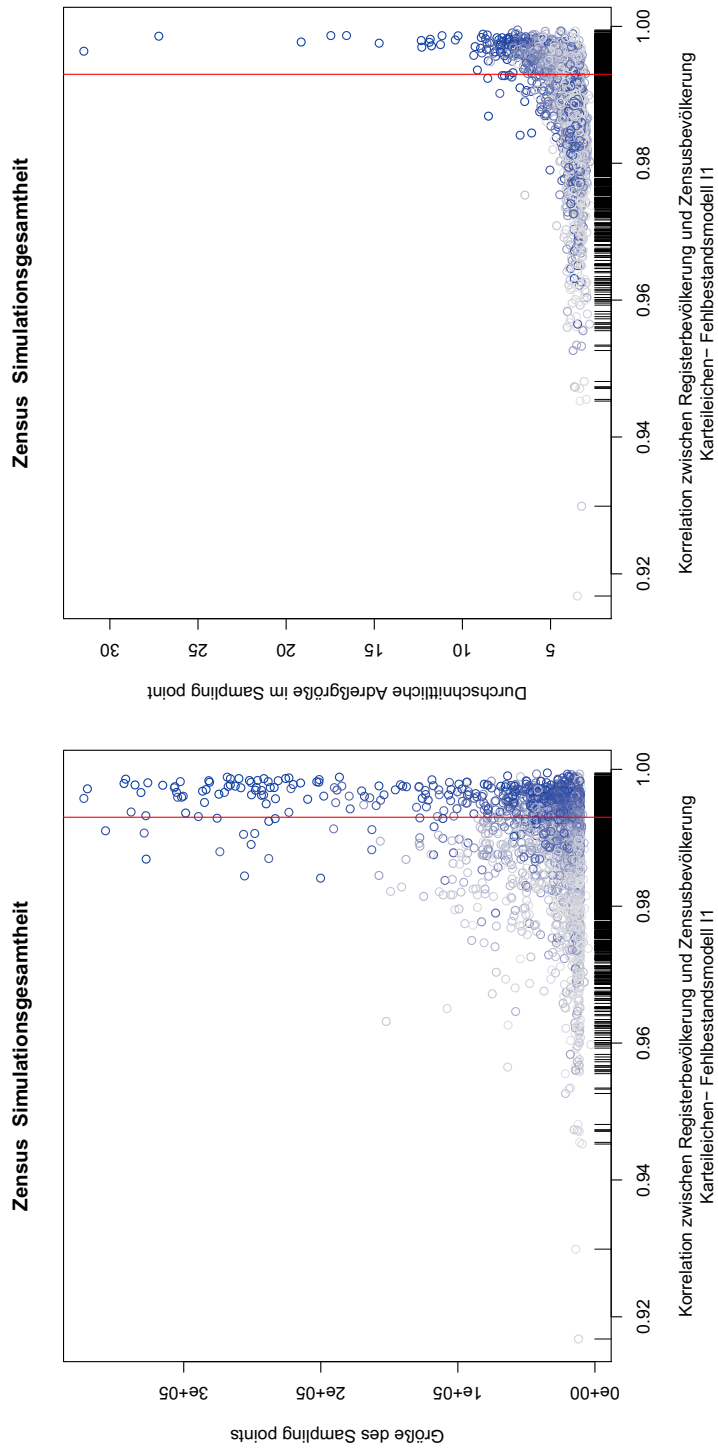 Zensus Simulationsgesamtheit
30
25
20
15
10
5
Durchschnittliche Adreßgröße im Sampling point
0.92
0.94
0.96
0.98
1.00
Korrelation zwischen Registerbevölkerung und Zensusbevölkerung
Karteileichen− Fehlbestandsmodell I1
Zensus Simulationsgesamtheit
3e+05
2e+05
1e+05
0e+00
Größe des Sampling points
0.92
0.94
0.96
0.98
1.00
Korrelation zwischen Registerbevölkerung und Zensusbevölkerung
Karteileichen− Fehlbestandsmodell I1